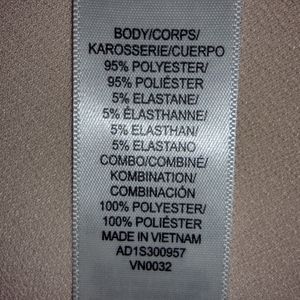 BODY/CORPS/
KAROSSERIE/CUERPO
95% POLYESTER/
95% POLIÉSTER
5% ELASTANE/
5% ÉLASTHANNE/
5% ELASTHAN/
5% ELASTANO
COMBO/COMBINÉ/
KOMBINATION/
COMBINACIÓN
100% POLYESTER/
100% POLIÉSTER
MADE IN VIETNAM
AD1S300957
VN0032